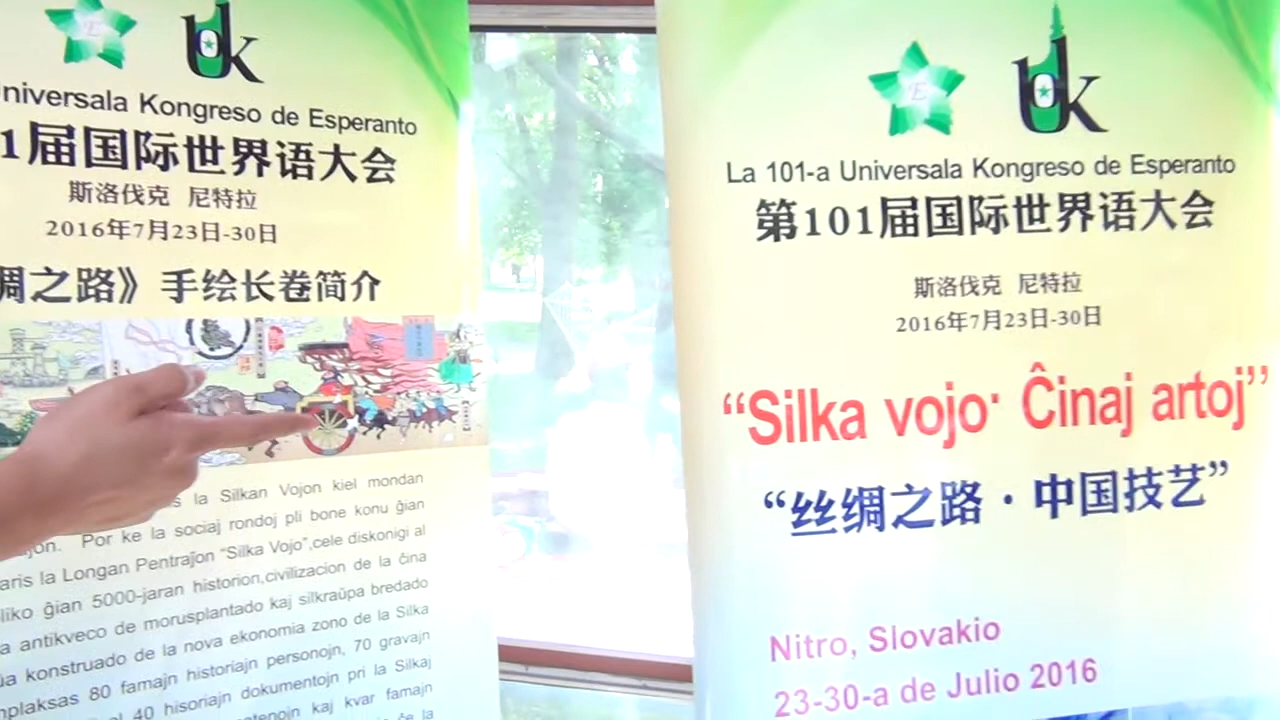 Universala Kongreso de Esperanto
1届国际世界语大会
斯洛伐克 尼特拉
2016年7月23日-30日
绸之路》手绘长卷简介
la Silkan Vojon kiel mondan
Por ke la sociaj rondoj pli bone konu ĝian
la Longan Pentraĵon “Silka Vojo”,cele diskonigi al
ĝian 5000-jaran historion,civilizacion de la ĉina
antikveco de morusplantado kaj silkraŭpa bredado
konstruado de la nova ekonomia zono de la Silka
80 famajn historiajn personojn, 70 gravajn
40 hisoriajn dokumentojn pri la Silkaj
kaj kvar famajn
ĉe la
E
UK
La 101-a Universala Kongreso de Esperanto
第101届国际世界语大会
斯洛伐克 尼特拉
2016年7月23日-30日
“Silka vojo· Ĉinaj artoj”
“丝绸之路·中国技艺”
Nitro, Slovakio
23-30-a de Julio 2016